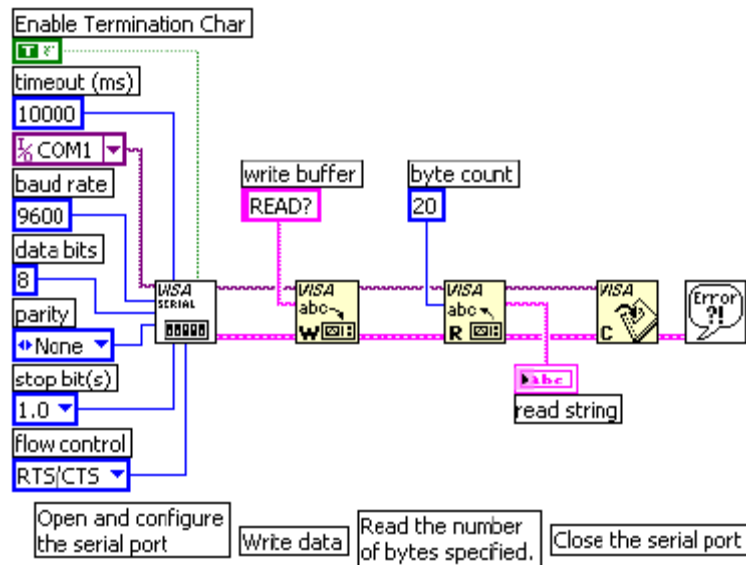 Enable Termination Char
T F
timeout (ms)
10000
I/O COM1
baud rate
9600
data bits
8
parity
None
stop bit(s)
1.0
flow control
RTS/CTS
write buffer
READ?
byte count
20
VISA
SERIAL
VISA
abc
W
VISA
abc
R
VISA
C
Error
?!
abc
read string
Open and configure
the serial port
Write data
Read the number
of bytes specified.
Close the serial port